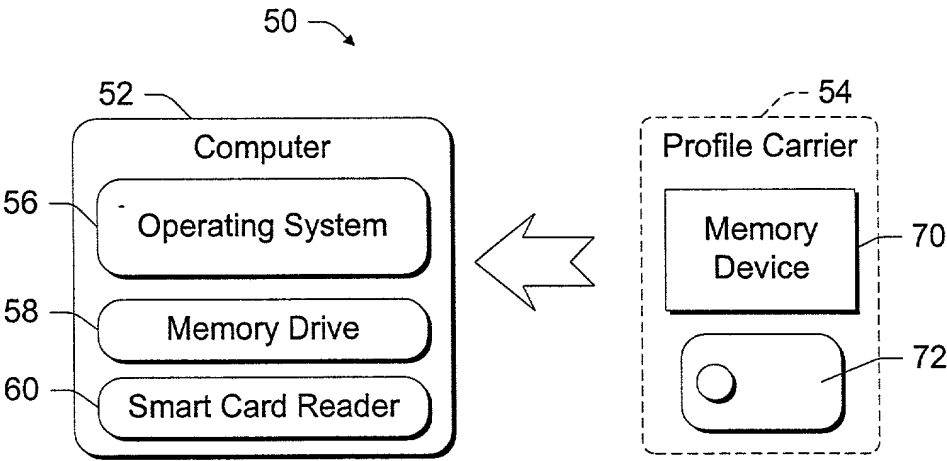 50
52
54
Computer
Profile Carrier
56
Operating System
Memory
Device
70
58
Memory Drive
72
60
Smart Card Reader